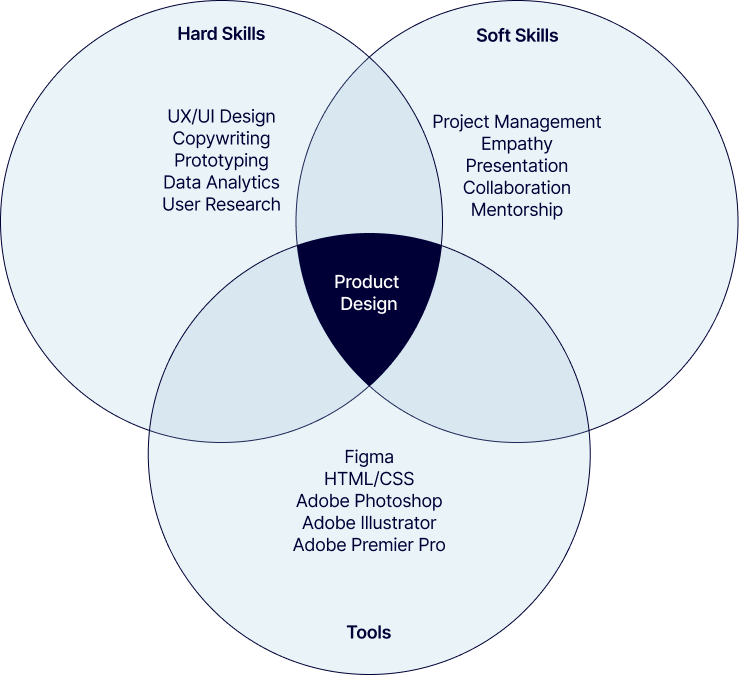 Hard Skills
UX/UI Design
Copywriting
Prototyping
Data Analytics
User Research
Soft Skills
Project Management
Empathy
Presentation
Collaboration
Mentorship
Product
Design
Figma
HTML/CSS
Adobe Photoshop
Adobe Illustrator
Adobe Premier Pro
Tools